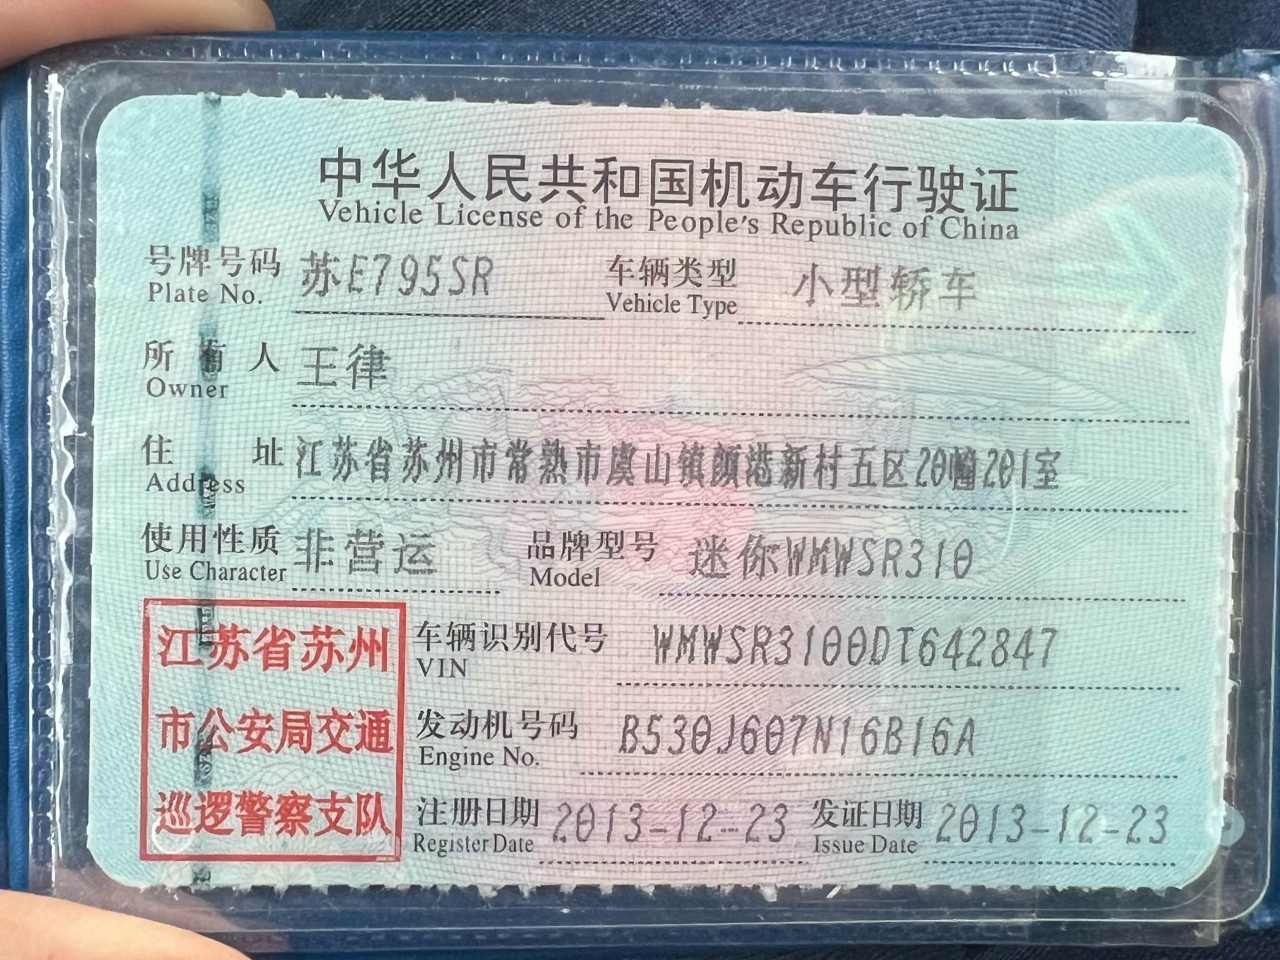 中华人民共和国机动车行驶证
Vehicle License of the People's Republic of China
号牌号码 苏E795SR 车辆类型 小型轿车
Plate No. Vehicle Type
所有人 王律
Owner
住址 江苏省苏州市常熟市虞山镇颜港新村五区20幢201室
Address
使用性质 非营运 品牌型号 迷你WMWSR310
Use Character Model
江苏省苏州
市公安局交通
巡逻警察支队
车辆识别代号 WMWSR3100DT642847
VIN
发动机号码 B530J607N16B16A
Engine No.
注册日期 2013-12-23 发证日期 2013-12-23
Register Date Issue Date